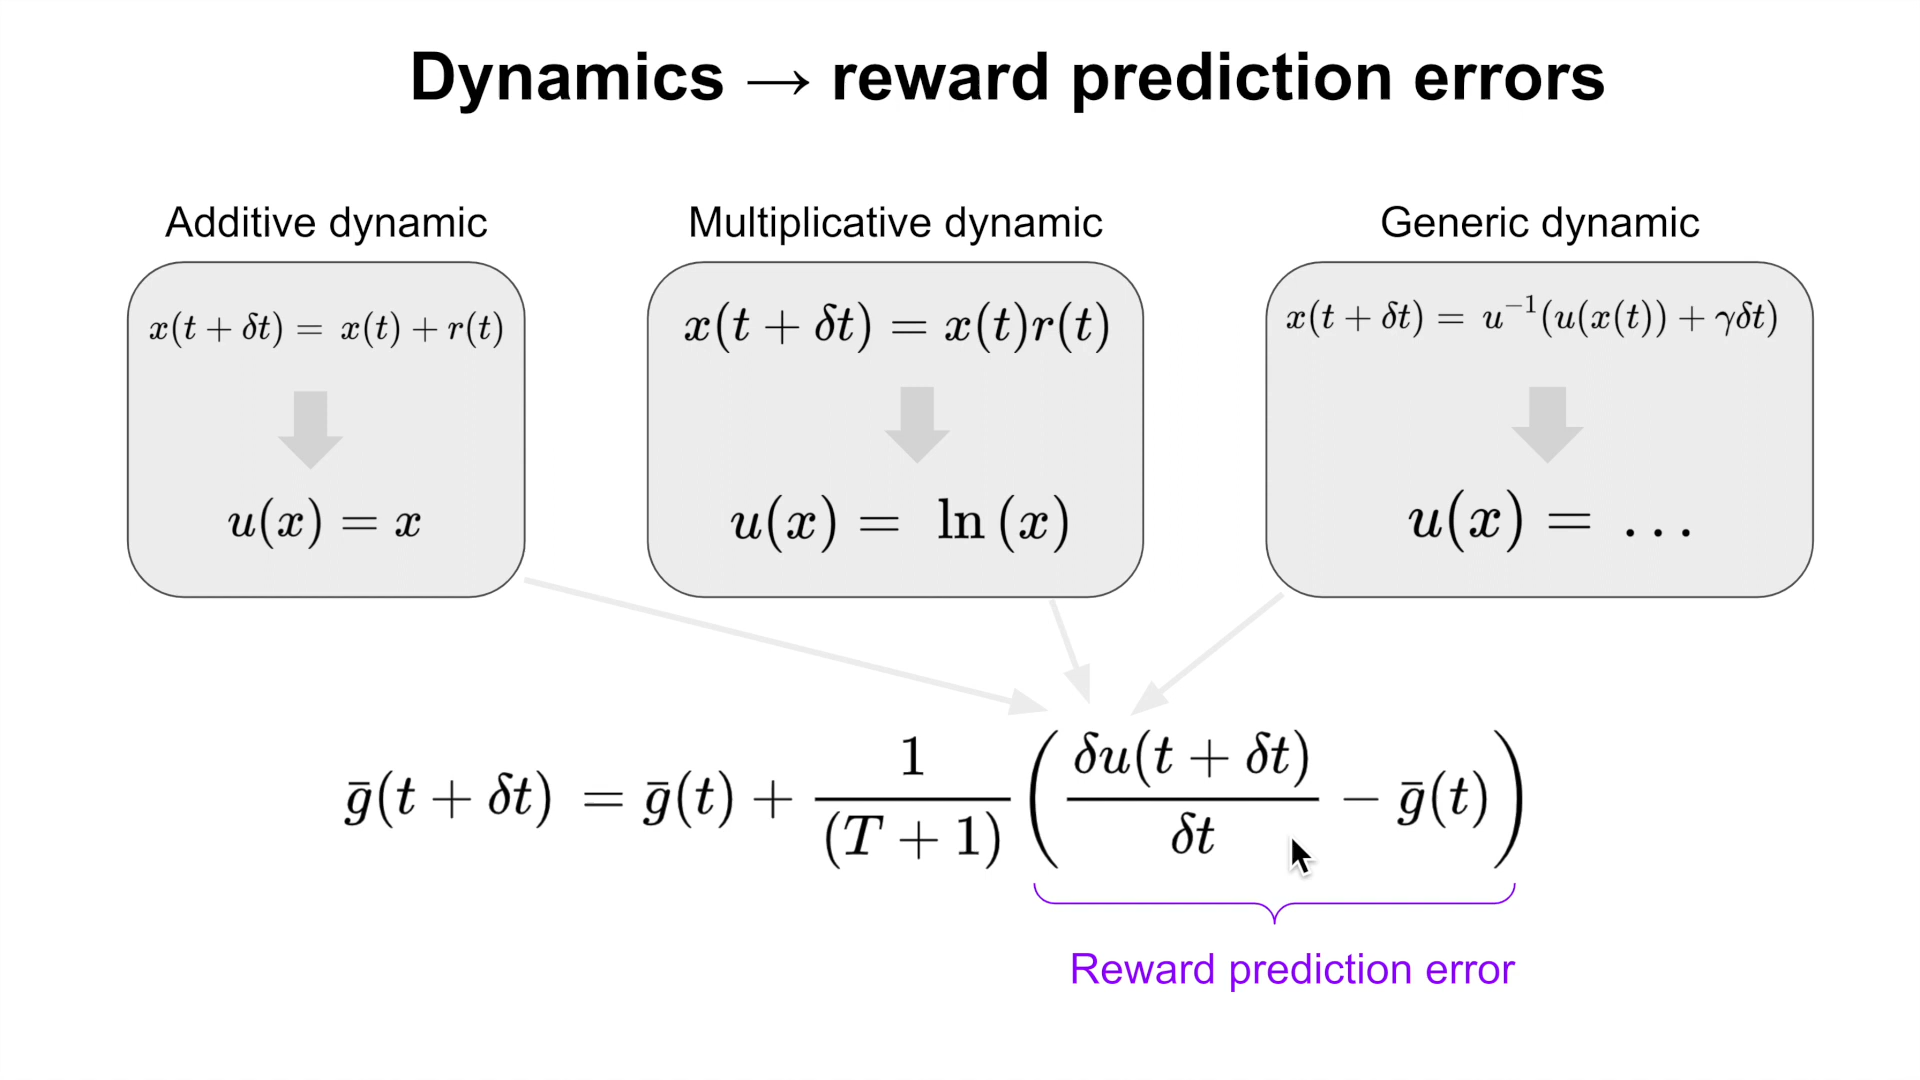 Dynamics → reward prediction errors
Additive dynamic
x(t + δt) = x(t) + r(t)
u(x) = x
Multiplicative dynamic
x(t + δt) = x(t)r(t)
u(x) = ln (x)
Generic dynamic
x(t + δt) = u⁻¹(u(x(t)) + γδt)
u(x) = ...
ḡ(t + δt) = ḡ(t) + 1/(T + 1) (δu(t + δt)/δt − ḡ(t))
Reward prediction error